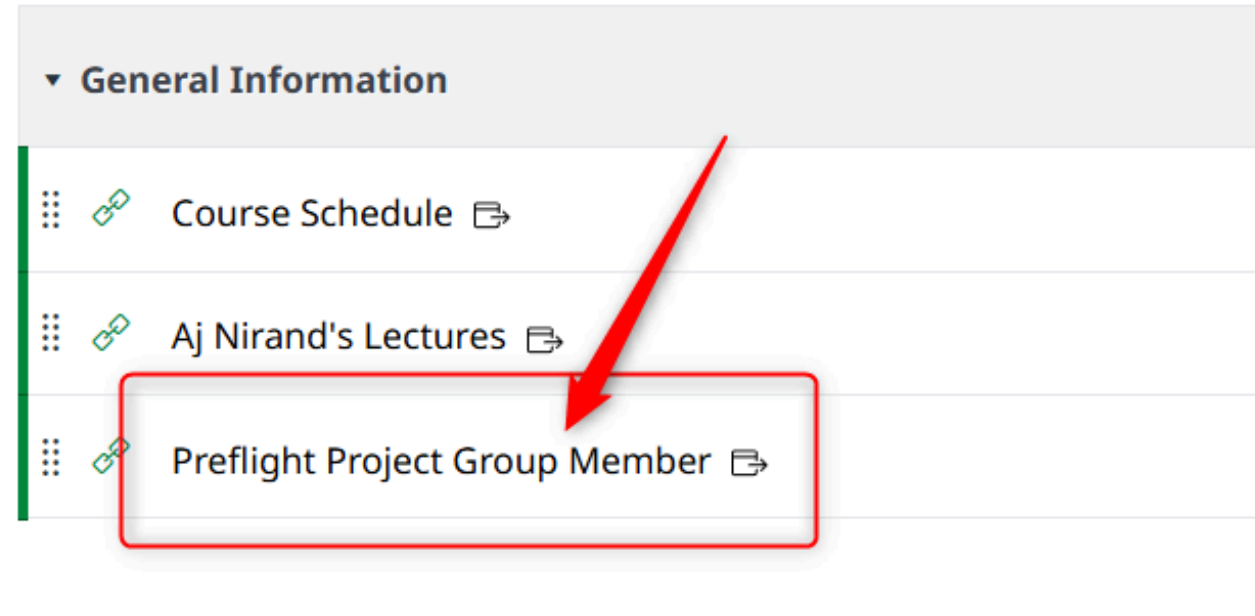 General Information
Course Schedule
Aj Nirand's Lectures
Preflight Project Group Member